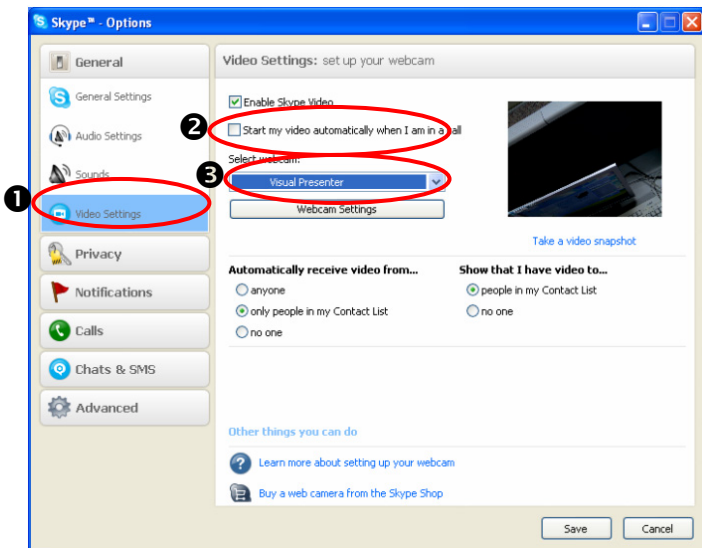 Skype™ - Options
General
General Settings
Audio Settings
Sounds
Video Settings
Privacy
Notifications
Calls
Chats & SMS
Advanced
Video Settings: set up your webcam
Enable Skype Video
❷ Start my video automatically when I am in a call
Select webcam:
❸ Visual Presenter
❶
Webcam Settings
Take a video snapshot
Automatically receive video from...
anyone
only people in my Contact List
no one
Show that I have video to...
people in my Contact List
no one
Other things you can do
Learn more about setting up your webcam
Buy a web camera from the Skype Shop
Save
Cancel